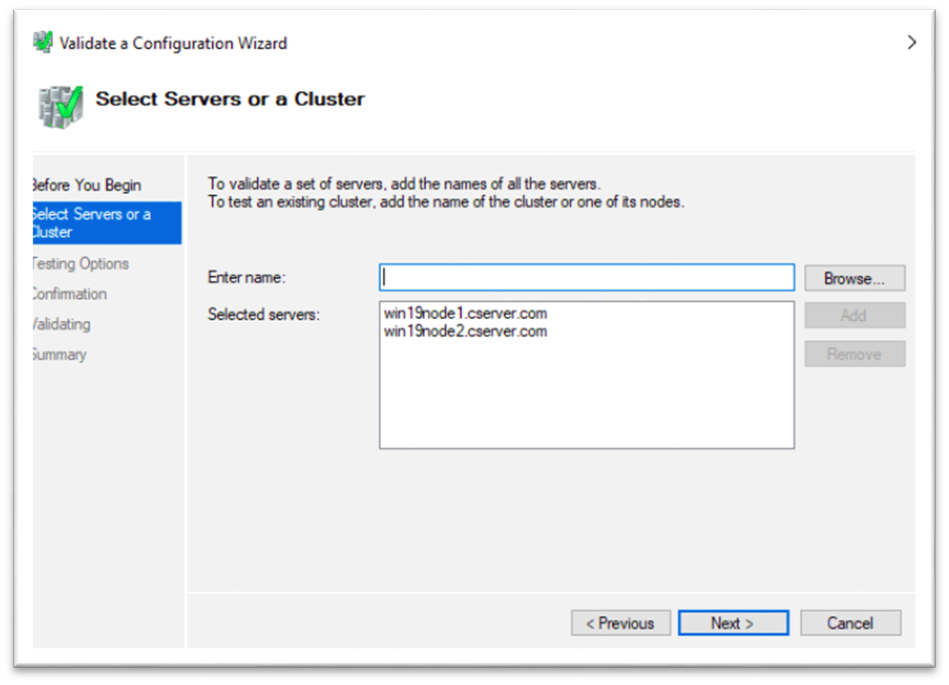 Validate a Configuration Wizard
Select Servers or a Cluster
Before You Begin
Select Servers or a
Cluster
Testing Options
Confirmation
Validating
Summary
To validate a set of servers, add the names of all the servers.
To test an existing cluster, add the name of the cluster or one of its nodes.
Enter name:
Browse...
Selected servers:
win19node1.cserver.com
win19node2.cserver.com
Add
Remove
< Previous
Next >
Cancel